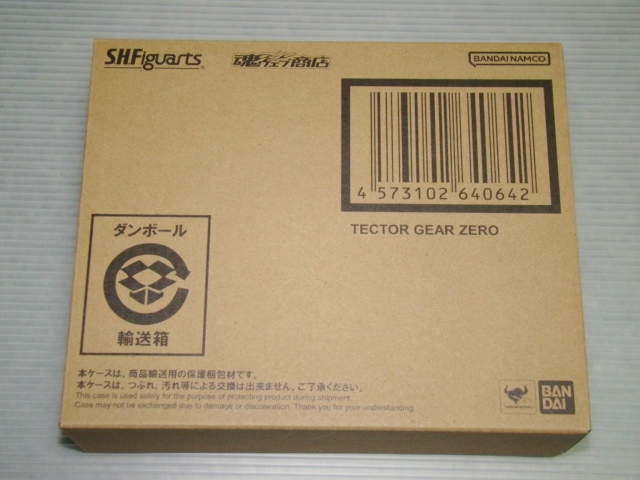 S.H.Figuarts
魂ウェブ商店
BANDAI NAMCO
4 573102 640642
TECTOR GEAR ZERO
ダンボール
輸送箱
本ケースは、商品輸送用の保護梱包材です。
本ケースは、つぶれ、汚れ等による交換は出来ません、ご了承ください。
This case is used solely for the purpose of protecting product during shipment.
Case may not be exchanged due to damage or discoloration. Thank you for your understanding.
BAN
DAI